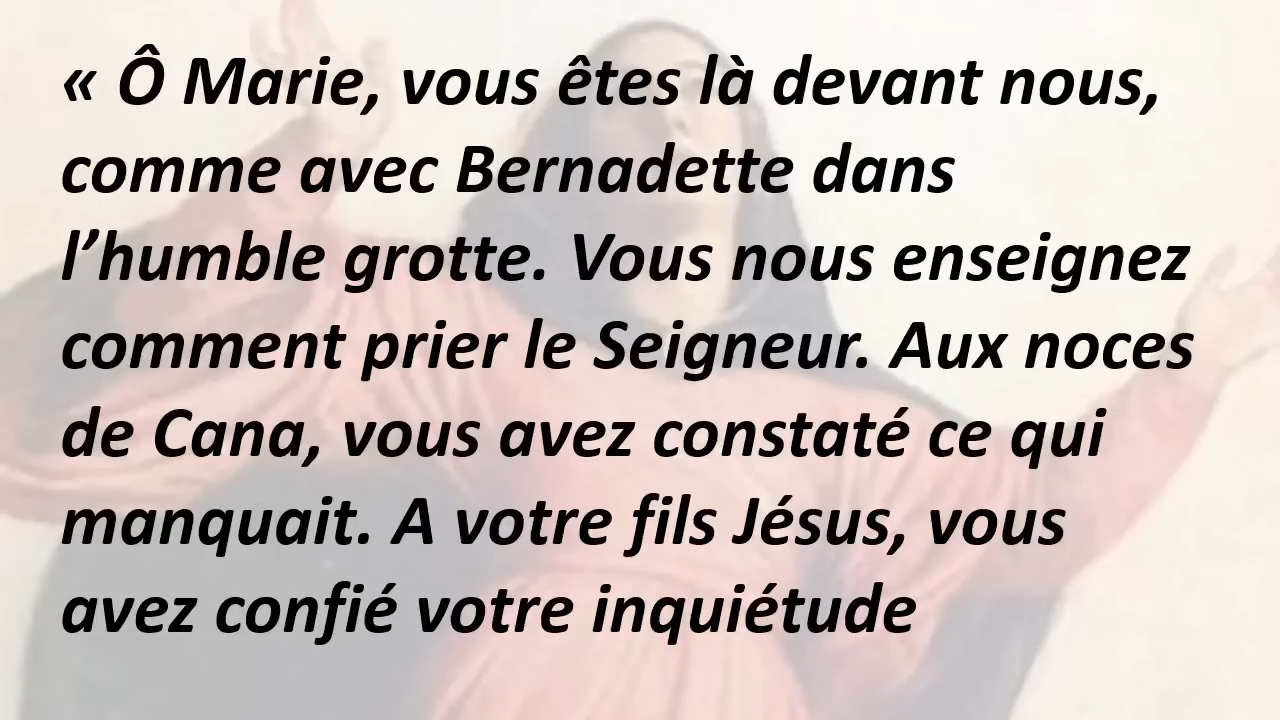 « Ô Marie, vous êtes là devant nous,
comme avec Bernadette dans
l’humble grotte. Vous nous enseignez
comment prier le Seigneur. Aux noces
de Cana, vous avez constaté ce qui
manquait. A votre fils Jésus, vous
avez confié votre inquiétude